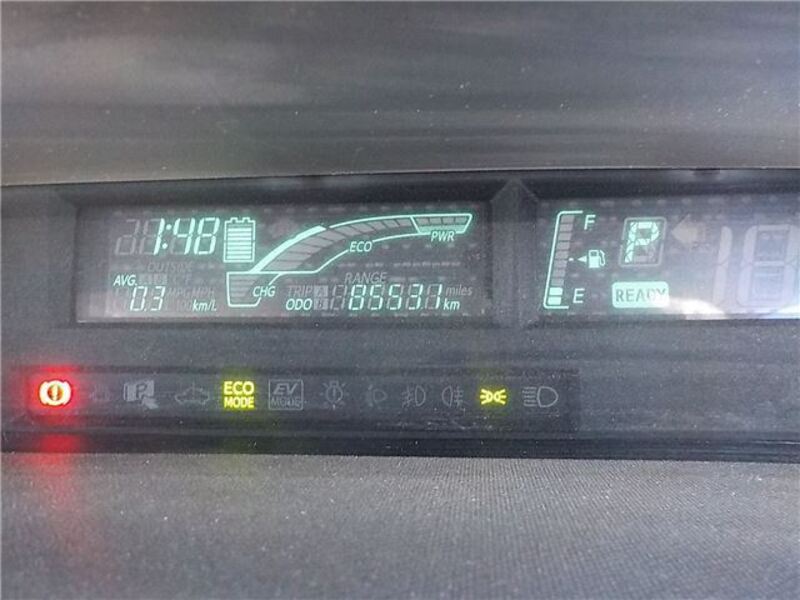 1:48
ECO
PWR
F
P
OUTSIDE
AVG.
CHG
RANGE
TRIP A
miles
MPG MPH
0.3
100 km/L
ODO B
km
E
READY
P
ECO
MODE
EV
MODE